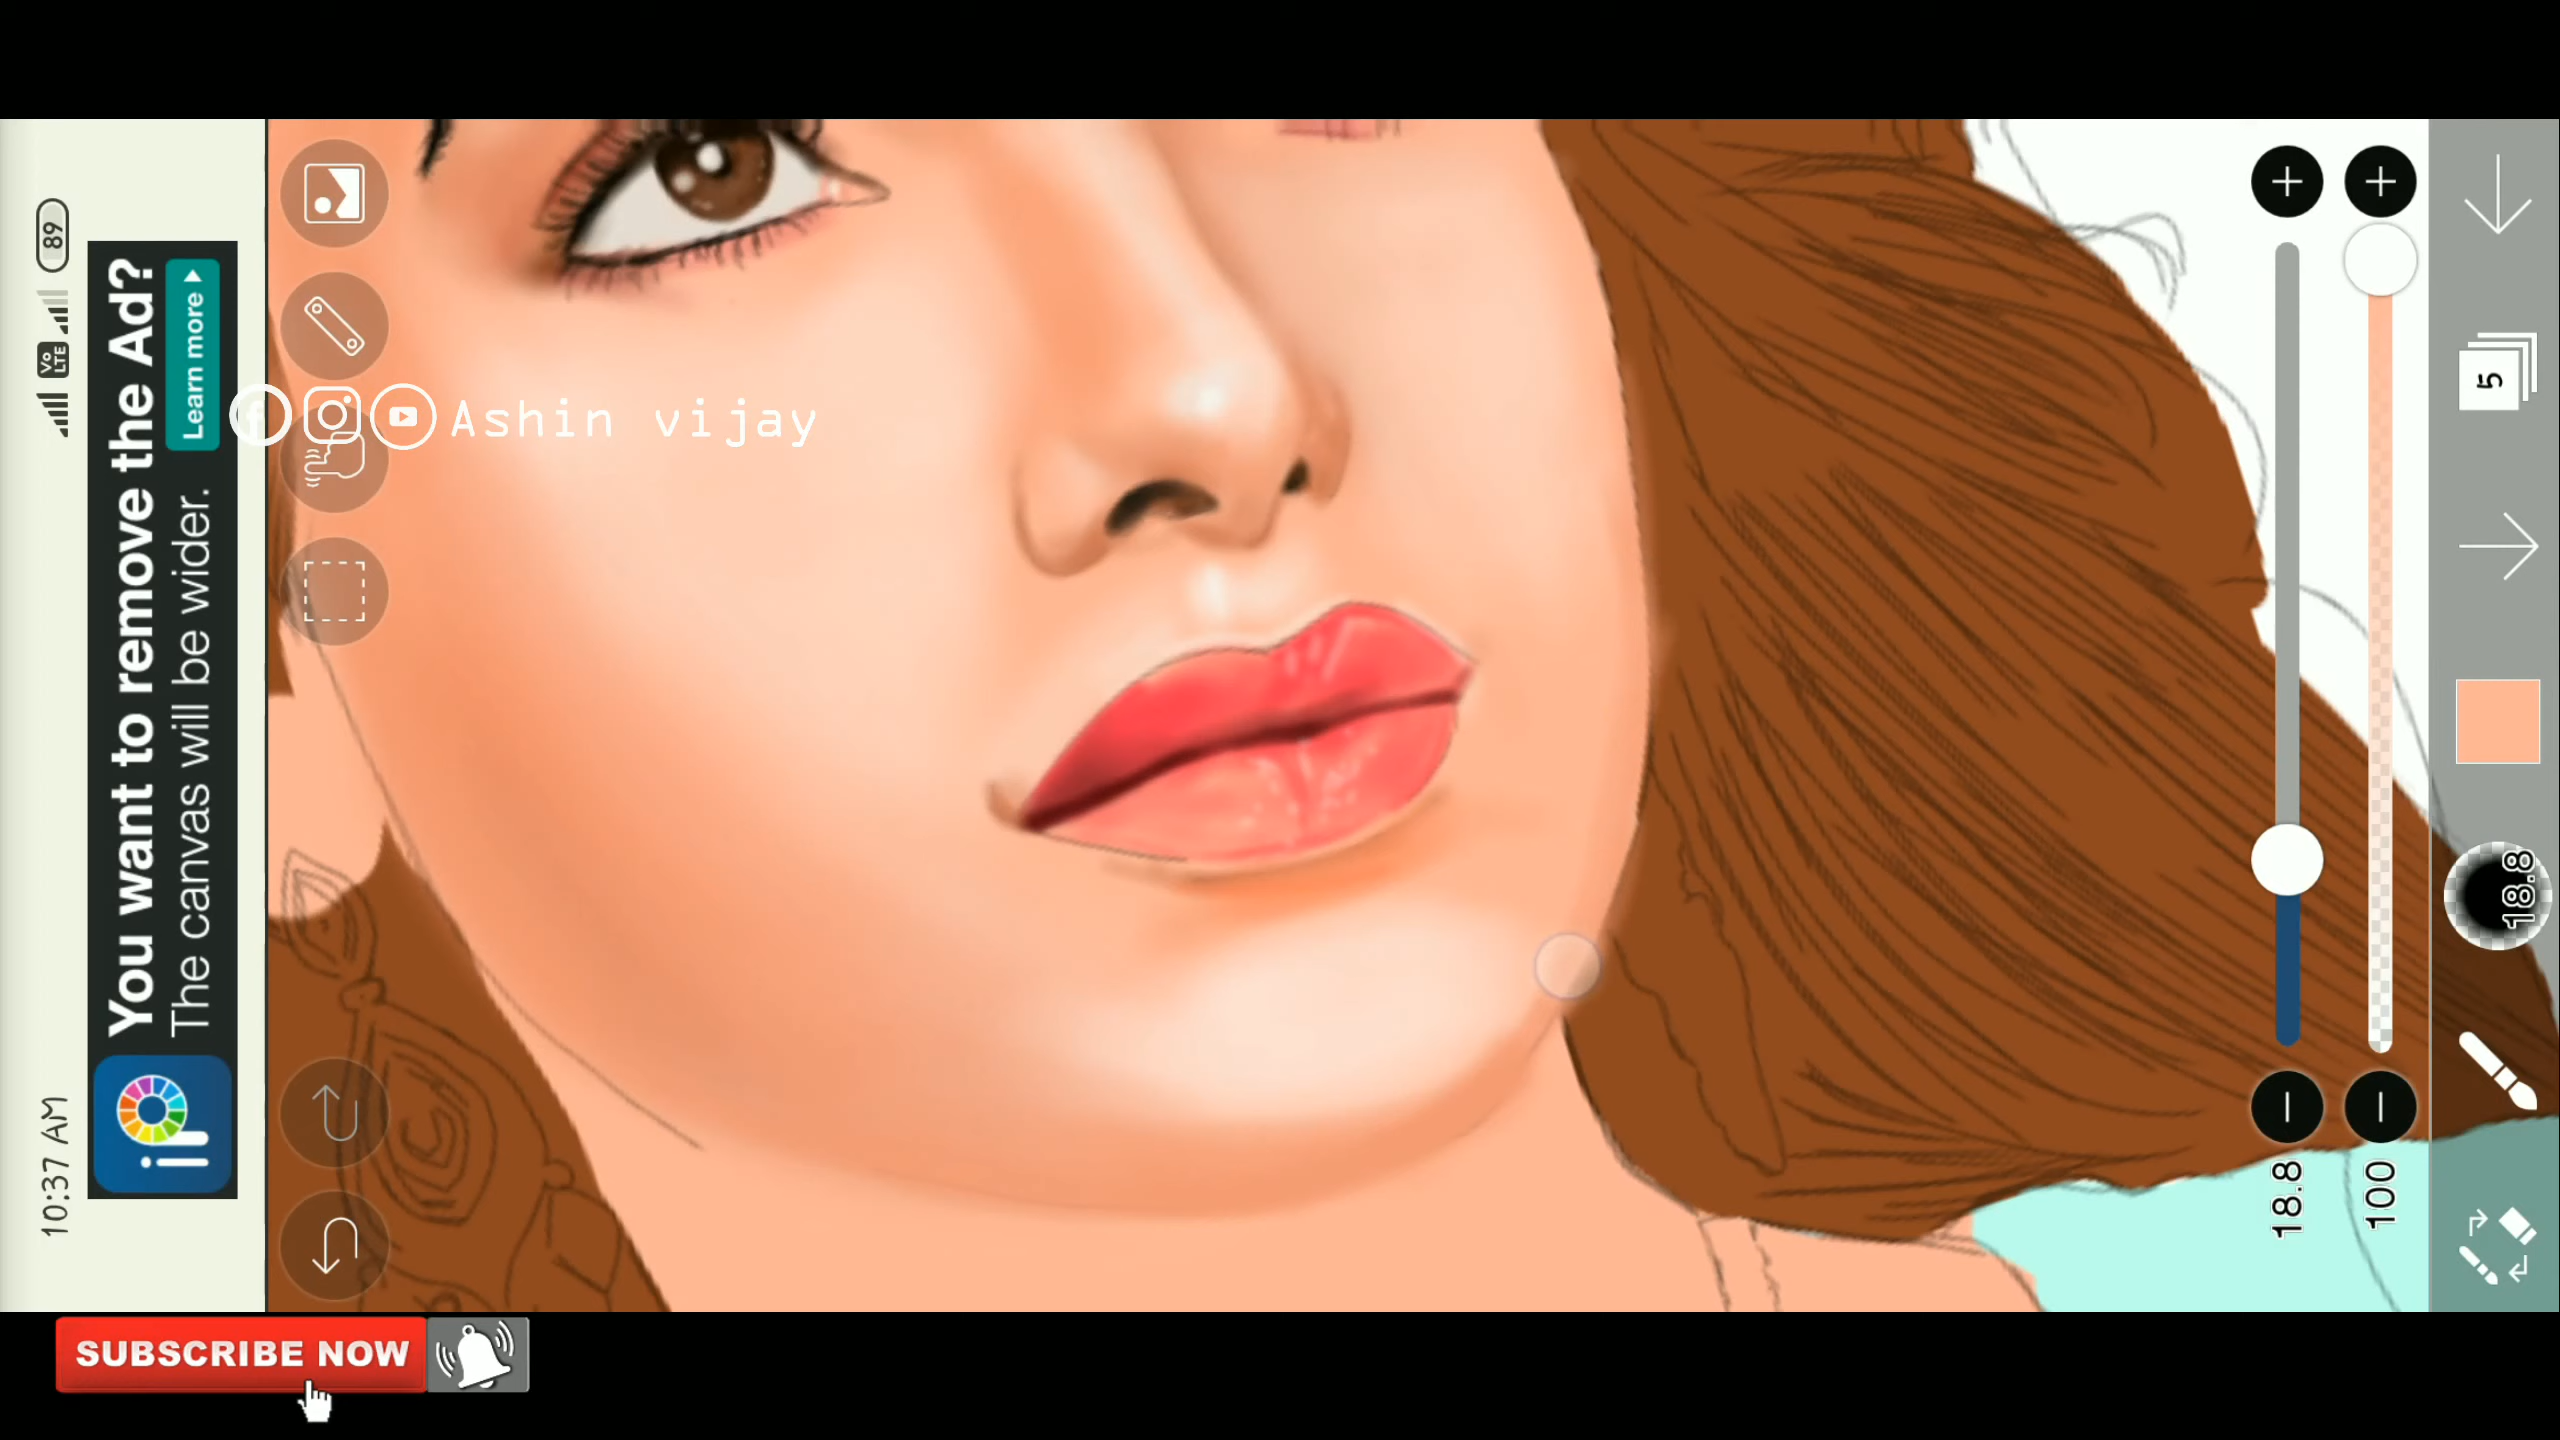 10:37 AM
Vo LTE
89
iP
You want to remove the Ad?
The canvas will be wider.
Learn more
Ashin vijay
5
18.8
18.8
100
SUBSCRIBE NOW